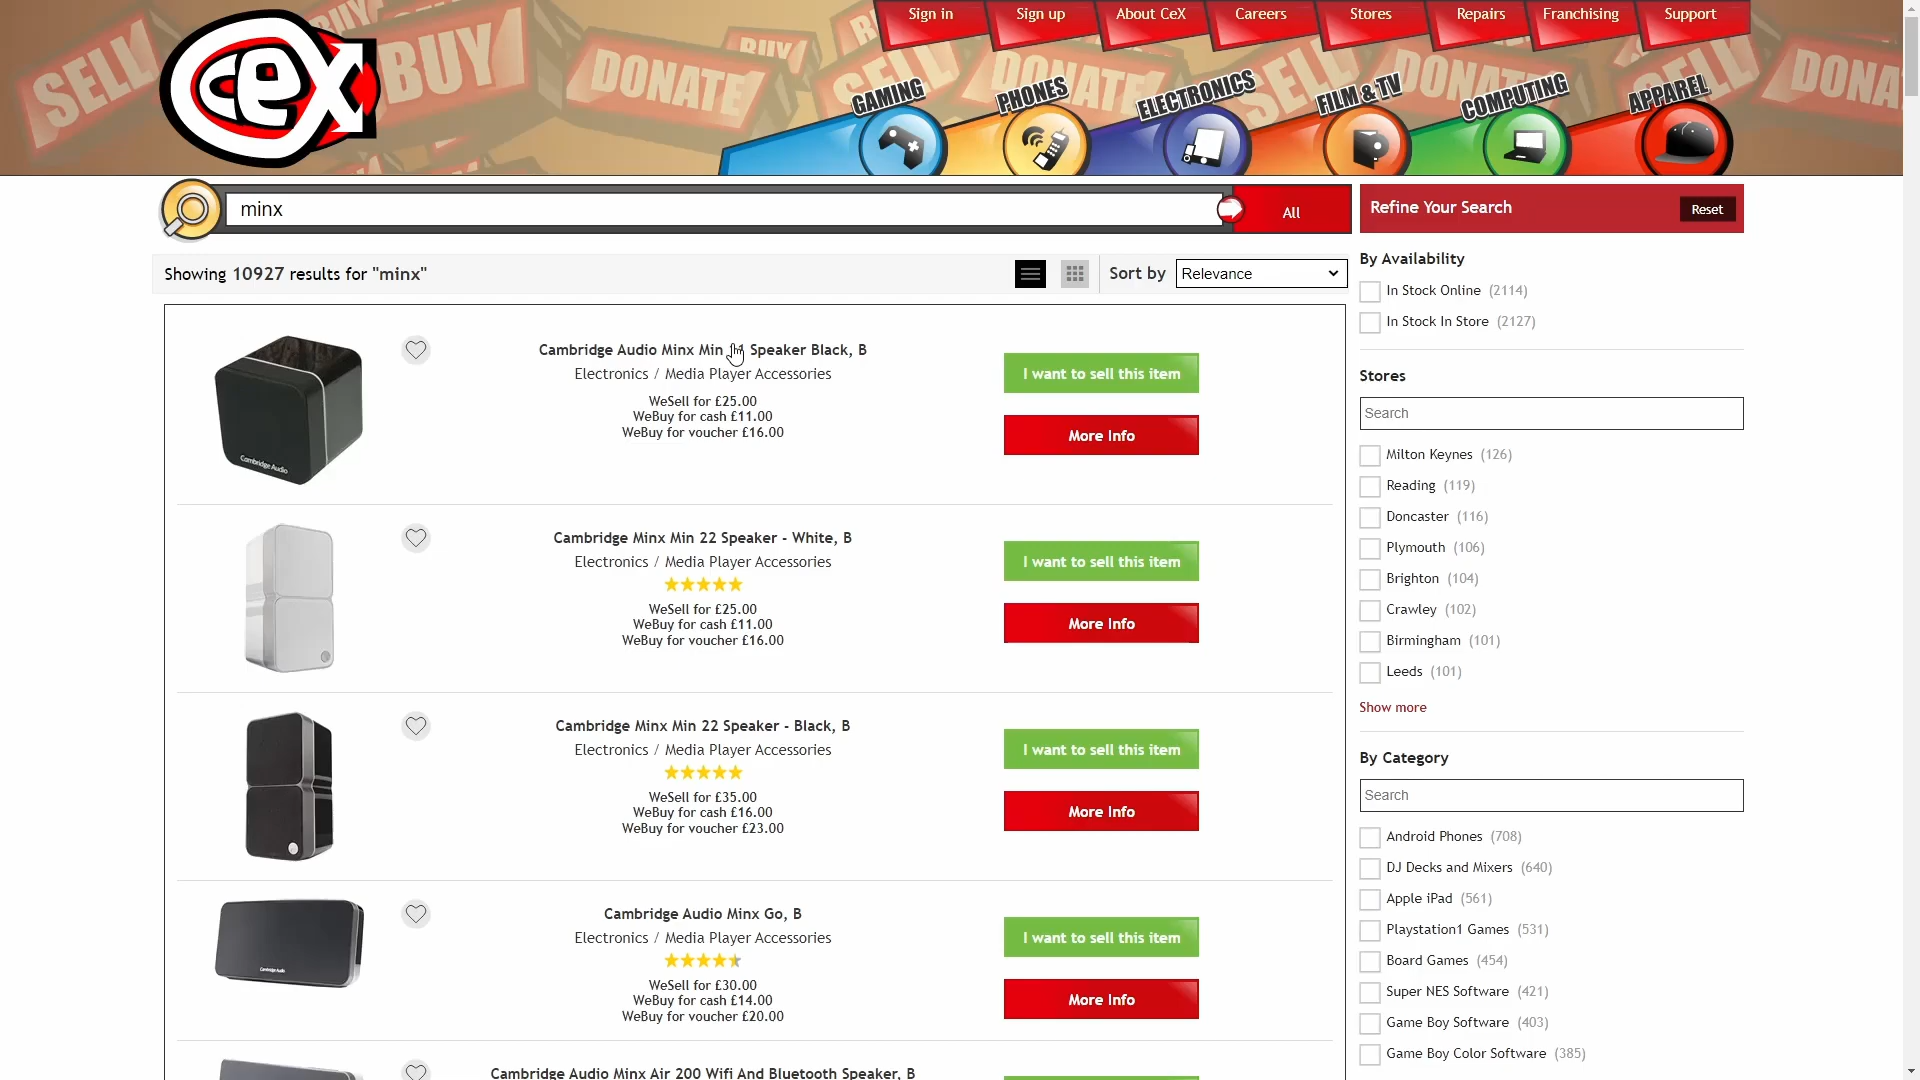 Sign in
Sign up
About CeX
Careers
Stores
Repairs
Franchising
Support
SELL
BUY
DONATE
BUY
SELL
DONATE
SELL
SELL
cex
GAMING
PHONES
ELECTRONICS
FILM & TV
COMPUTING
APPAREL
minx
All
Refine Your Search
Reset
Showing 10927 results for "minx"
Sort by
Relevance
Cambridge Audio Minx Min Speaker Black, B
Electronics / Media Player Accessories
WeSell for £25.00
WeBuy for cash £11.00
WeBuy for voucher £16.00
I want to sell this item
More Info
Cambridge Audio
Cambridge Minx Min 22 Speaker - White, B
Electronics / Media Player Accessories
WeSell for £25.00
WeBuy for cash £11.00
WeBuy for voucher £16.00
I want to sell this item
More Info
Cambridge Minx Min 22 Speaker - Black, B
Electronics / Media Player Accessories
WeSell for £35.00
WeBuy for cash £16.00
WeBuy for voucher £23.00
I want to sell this item
More Info
Cambridge Audio Minx Go, B
Electronics / Media Player Accessories
WeSell for £30.00
WeBuy for cash £14.00
WeBuy for voucher £20.00
I want to sell this item
More Info
Cambridge Audio
Cambridge Audio Minx Air 200 Wifi And Bluetooth Speaker, B
By Availability
In Stock Online (2114)
In Stock In Store (2127)
Stores
Search
Milton Keynes (126)
Reading (119)
Doncaster (116)
Plymouth (106)
Brighton (104)
Crawley (102)
Birmingham (101)
Leeds (101)
Show more
By Category
Search
Android Phones (708)
DJ Decks and Mixers (640)
Apple iPad (561)
Playstation1 Games (531)
Board Games (454)
Super NES Software (421)
Game Boy Software (403)
Game Boy Color Software (385)